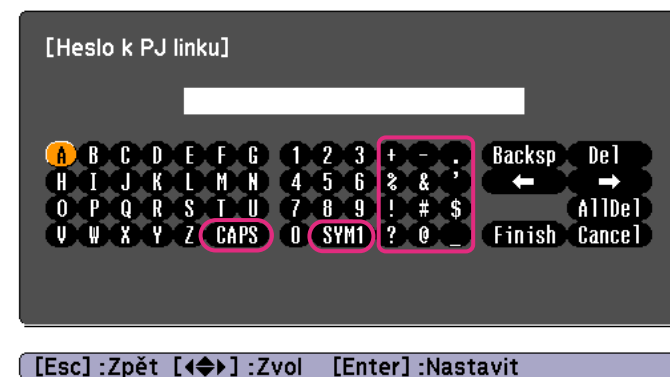 [Heslo k PJ linku]
A B C D E F G 1 2 3 + - . Backsp Del
H I J K L M N 4 5 6 % & ’ ← →
O P Q R S T U 7 8 9 ! # $ AllDel
V W X Y Z CAPS 0 SYM1 ? @ _ Finish Cancel
[Esc] :Zpět [◀◆▶] :Zvol [Enter] :Nastavit